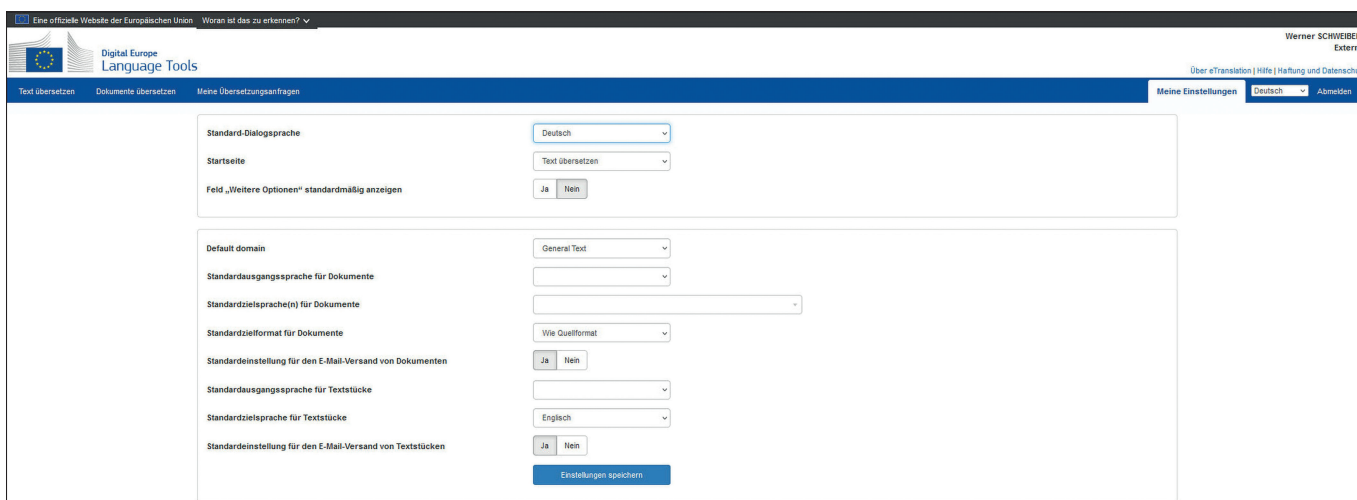 Eine offizielle Website der Europäischen Union Woran ist das zu erkennen?
Werner SCHWEIBE
Extern
Digital Europe
Language Tools
Über eTranslation | Hilfe | Haftung und Datenschu
Text übersetzen Dokumente übersetzen Meine Übersetzungsanfragen Meine Einstellungen Deutsch Abmelden
Standard-Dialogsprache Deutsch
Startseite Text übersetzen
Feld „Weitere Optionen“ standardmäßig anzeigen Ja Nein
Default domain General Text
Standardausgangssprache für Dokumente
Standardzielsprache(n) für Dokumente
Standardzielformat für Dokumente Wie Quellformat
Standardeinstellung für den E-Mail-Versand von Dokumenten Ja Nein
Standardausgangssprache für Textstücke
Standardzielsprache für Textstücke Englisch
Standardeinstellung für den E-Mail-Versand von Textstücken Ja Nein
Einstellungen speichern